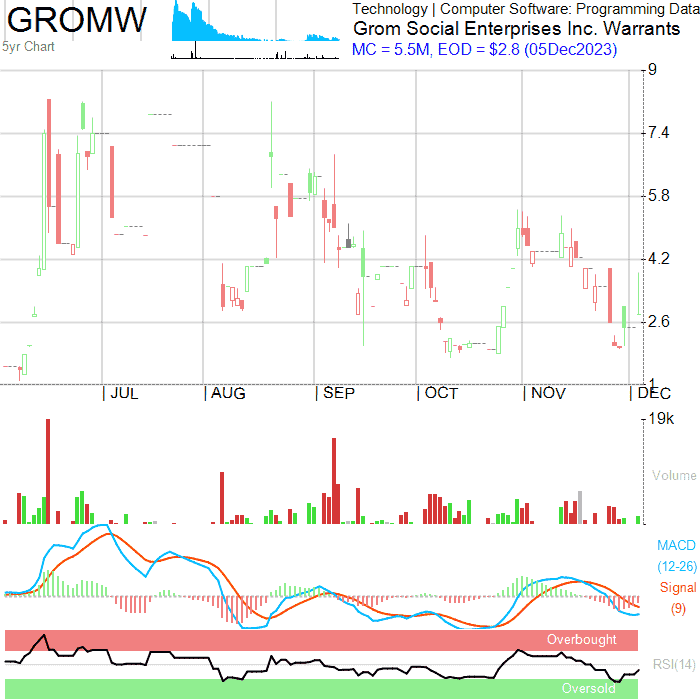 GROMW
5yr Chart
Technology | Computer Software: Programming Data
Grom Social Enterprises Inc. Warrants
MC = 5.5M, EOD = $2.8 (05Dec2023)
9
7.4
5.8
4.2
2.6
1
| JUL | AUG | SEP | OCT | NOV | DEC
19k
Volume
MACD
(12-26)
Signal
(9)
Overbought
RSI(14)
Oversold